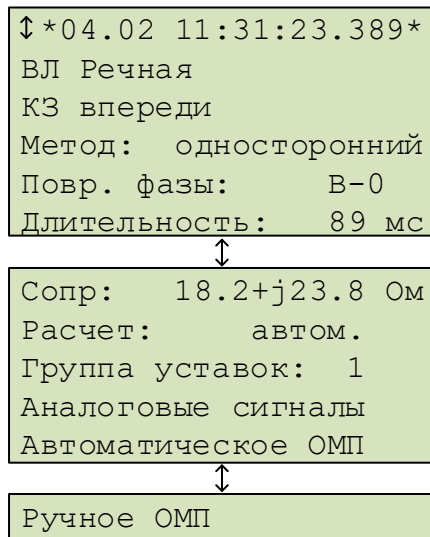 ↕*04.02 11:31:23.389*
ВЛ Речная
КЗ впереди
Метод: односторонний
Повр. фазы: В-0
Длительность: 89 мс
Сопр: 18.2+j23.8 Ом
Расчет: автом.
Группа уставок: 1
Аналоговые сигналы
Автоматическое ОМП
Ручное ОМП